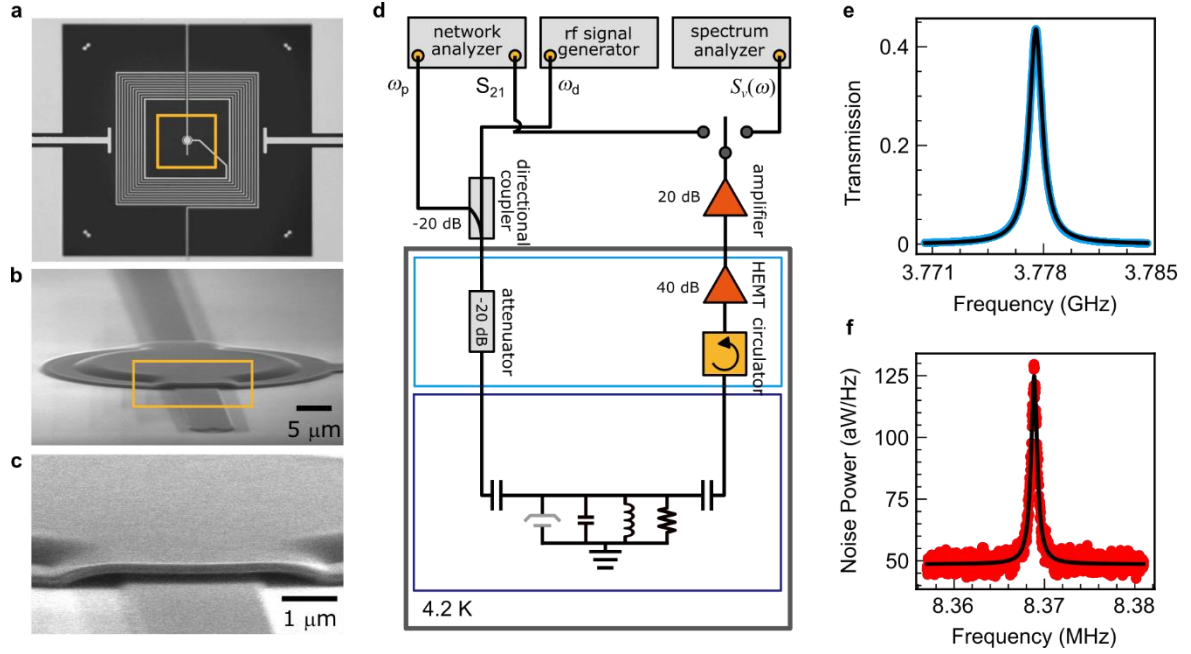 a
b
5 μm
c
1 μm
d
network
analyzer
rf signal
generator
spectrum
analyzer
ωp
S21
ωd
Sv(ω)
directional
coupler
-20 dB
20 dB
amplifier
attenuator
-20 dB
40 dB
HEMT
circulator
4.2 K
e
Transmission
0.4
0.2
0
3.771
3.778
3.785
Frequency (GHz)
f
Noise Power (aW/Hz)
125
100
75
50
8.36
8.37
8.38
Frequency (MHz)